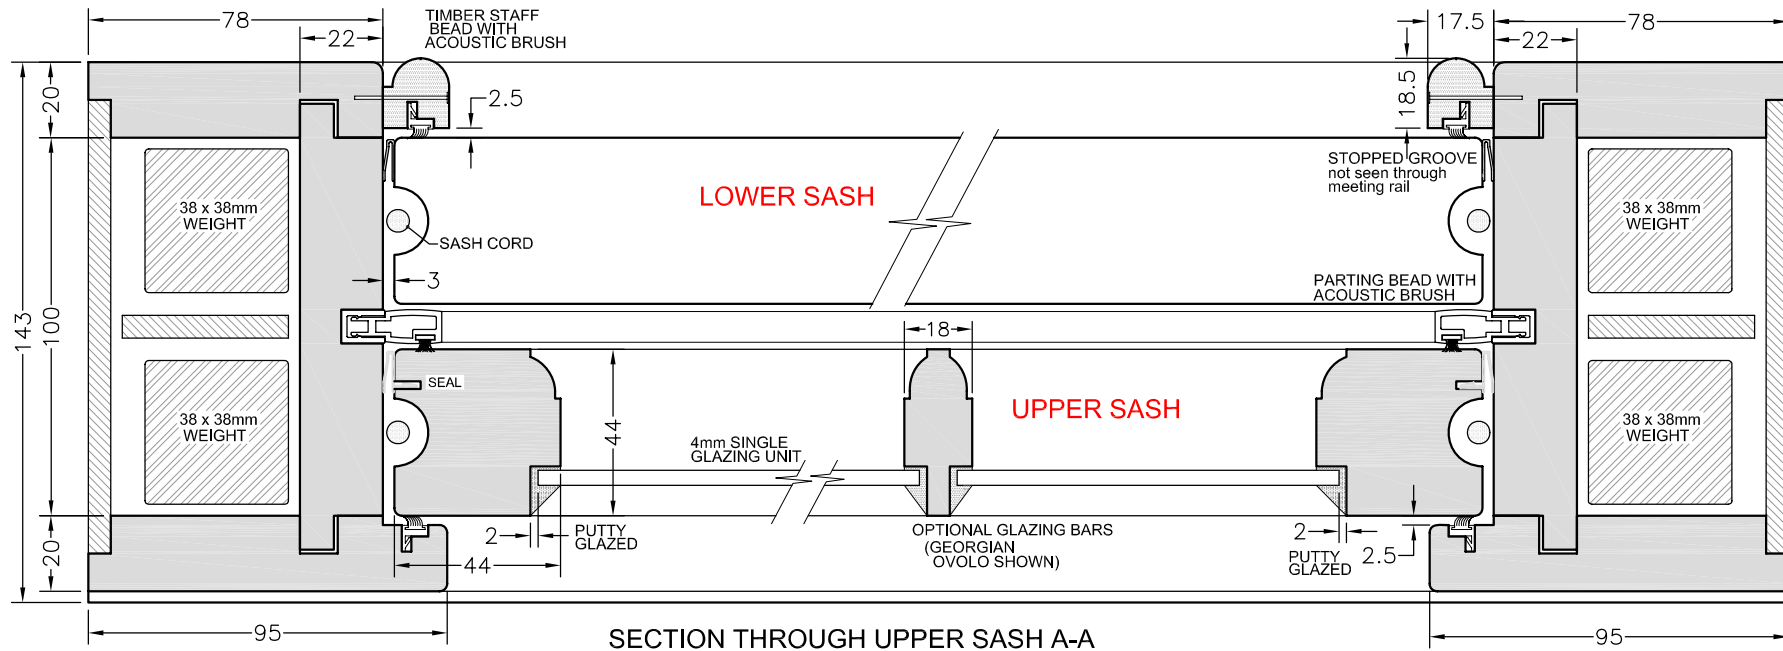 78
TIMBER STAFF
BEAD WITH
ACOUSTIC BRUSH
17.5
78
22
22
20
2.5
18.5
STOPPED GROOVE
not seen through
meeting rail
LOWER SASH
38 x 38mm
WEIGHT
38 x 38mm
WEIGHT
SASH CORD
3
PARTING BEAD WITH
ACOUSTIC BRUSH
143
100
18
SEAL
UPPER SASH
38 x 38mm
WEIGHT
44
4mm SINGLE
GLAZING UNIT
38 x 38mm
WEIGHT
2
PUTTY
GLAZED
OPTIONAL GLAZING BARS
(GEORGIAN
OVOLO SHOWN)
2
PUTTY
GLAZED
2.5
20
44
95
SECTION THROUGH UPPER SASH A-A
95